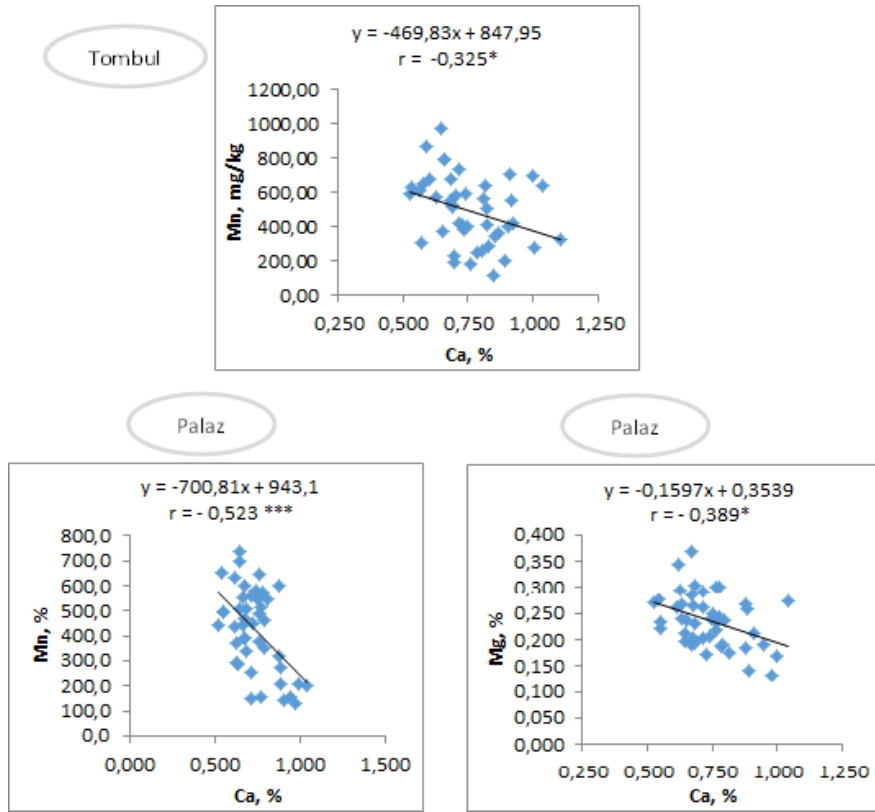 Tombul
y = -469,83x + 847,95
r = -0,325*
1200,00
1000,00
800,00
600,00
400,00
200,00
0,00
Mn, mg/kg
0,250 0,500 0,750 1,000 1,250
Ca, %
Palaz
y = -700,81x + 943,1
r = - 0,523 ***
800,0
700,0
600,0
500,0
400,0
300,0
200,0
100,0
0,0
Mn, %
0,000 0,500 1,000 1,500
Ca, %
Palaz
y = -0,1597x + 0,3539
r = - 0,389*
0,400
0,350
0,300
0,250
0,200
0,150
0,100
0,050
0,000
Mg, %
0,250 0,500 0,750 1,000 1,250
Ca, %